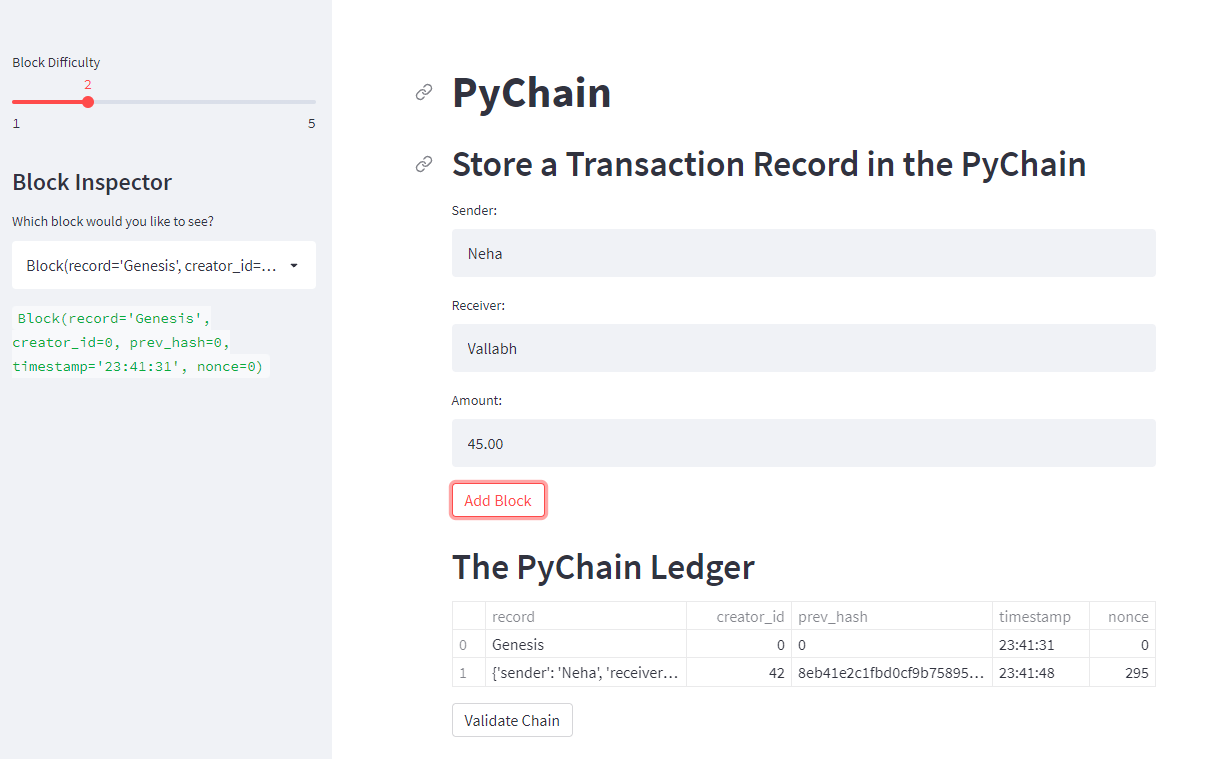 Block Difficulty
2
1 5
Block Inspector
Which block would you like to see?
Block(record='Genesis', creator_id=...
Block(record='Genesis',
creator_id=0, prev_hash=0,
timestamp='23:41:31', nonce=0)
PyChain
Store a Transaction Record in the PyChain
Sender:
Neha
Receiver:
Vallabh
Amount:
45.00
Add Block
The PyChain Ledger
record creator_id prev_hash timestamp nonce
0 Genesis 0 0 23:41:31 0
1 {'sender': 'Neha', 'receiver... 42 8eb41e2c1fbd0cf9b75895... 23:41:48 295
Validate Chain